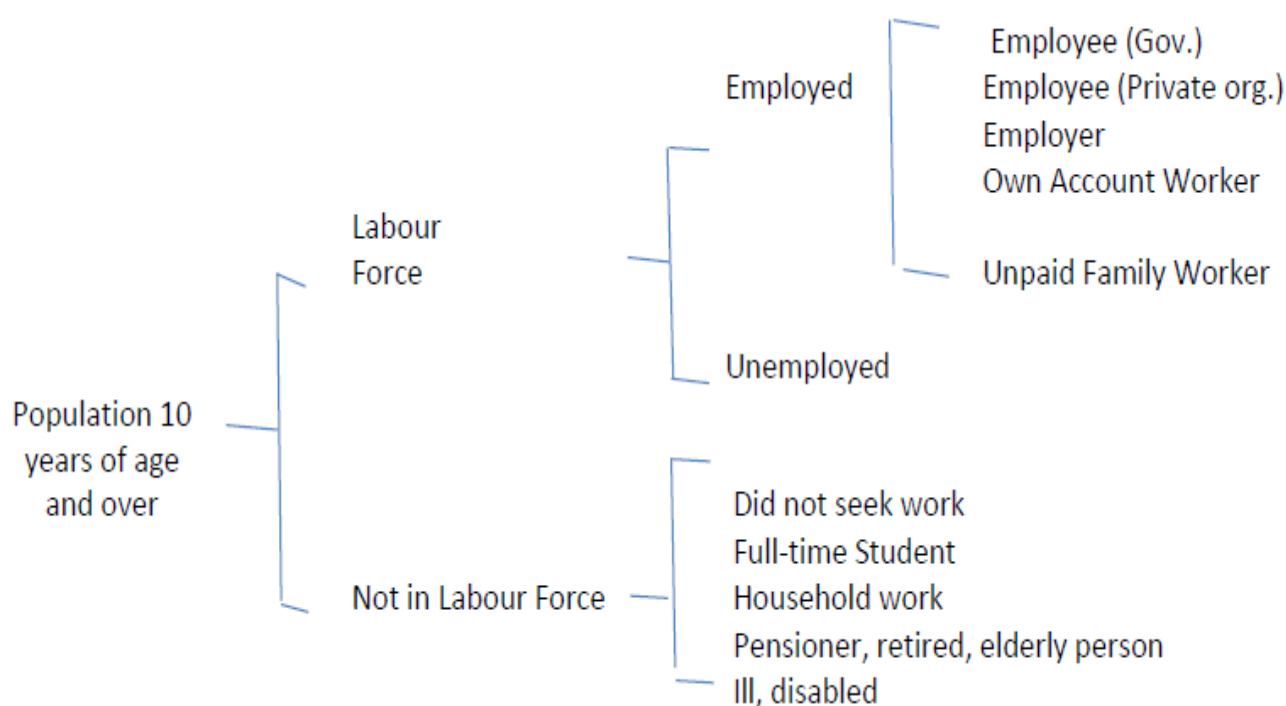 Employee (Gov.)
Employed
Employee (Private org.)
Employer
Own Account Worker
Labour
Force
Unpaid Family Worker
Unemployed
Population 10
years of age
and over
Did not seek work
Full-time Student
Not in Labour Force
Household work
Pensioner, retired, elderly person
Ill, disabled